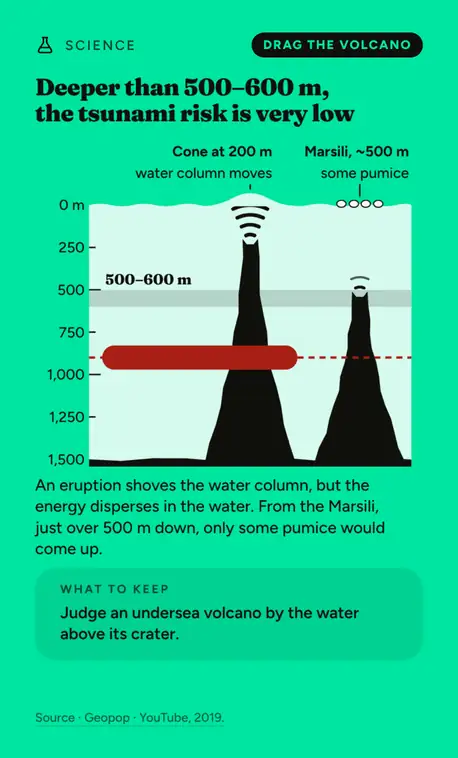 SCIENCE
DRAG THE VOLCANO
Deeper than 500–600 m,
the tsunami risk is very low
Cone at 200 m
water column moves
Marsili, ~500 m
some pumice
0 m
250
500–600 m
500
750
1,000
1,250
1,500
An eruption shoves the water column, but the
energy disperses in the water. From the Marsili,
just over 500 m down, only some pumice would
come up.
WHAT TO KEEP
Judge an undersea volcano by the water
above its crater.
Source · Geopop · YouTube, 2019.